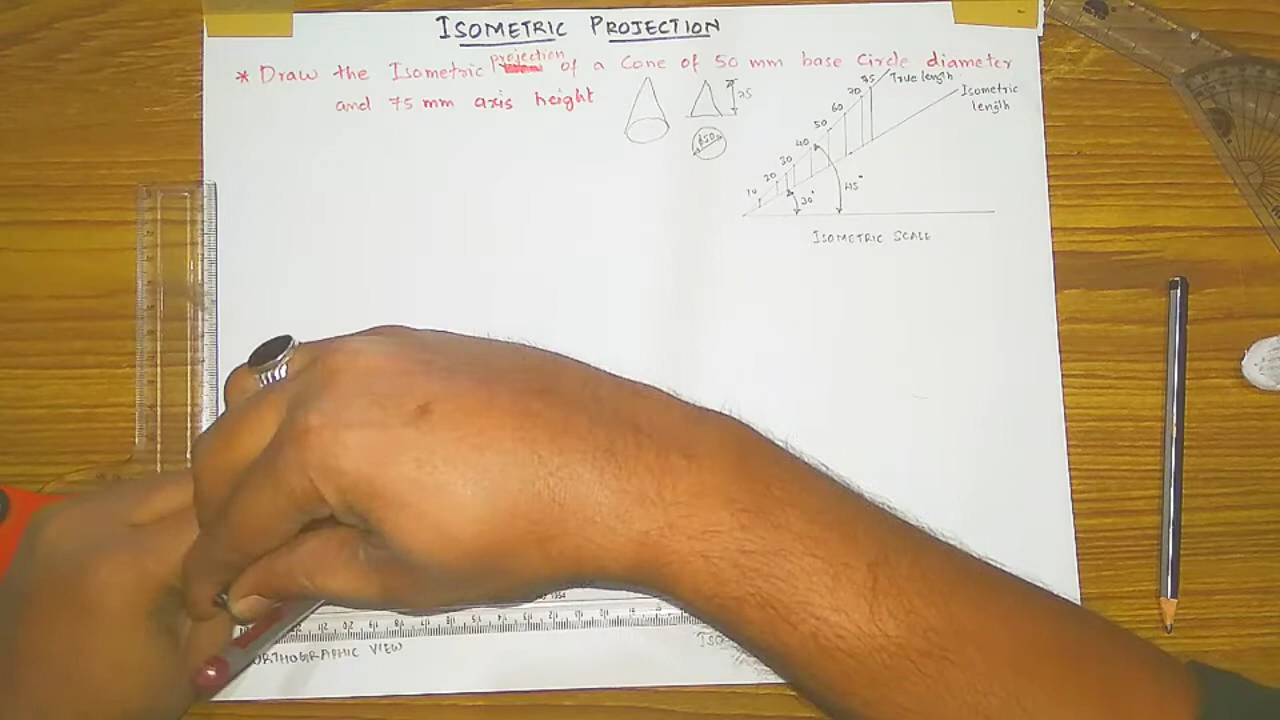 ISOMETRIC PROJECTION
* Draw the Isometric projection of a Cone of 50 mm base Circle diameter
and 75 mm axis height
75
ø50
True length
Isometric
length
10 20 30 40 50 60 70 75
30°
45°
ISOMETRIC SCALE
ORTHOGRAPHIC VIEW
ISO